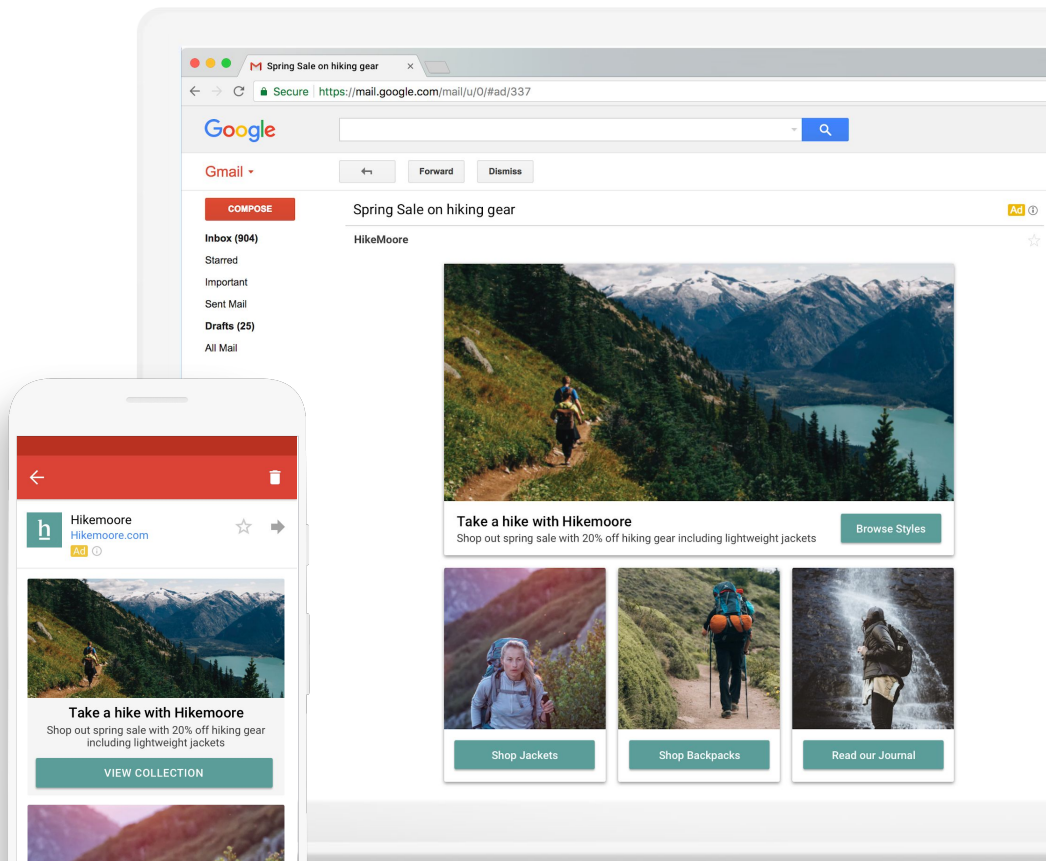 Spring Sale on hiking gear
Secure https://mail.google.com/mail/u/0/#ad/337
Google
Gmail
Forward
Dismiss
COMPOSE
Spring Sale on hiking gear
Ad
Inbox (904)
HikeMoore
Starred
Important
Sent Mail
Drafts (25)
All Mail
Take a hike with Hikemoore
Shop out spring sale with 20% off hiking gear including lightweight jackets
Browse Styles
Shop Jackets
Shop Backpacks
Read our Journal
h
Hikemoore
Hikemoore.com
Ad
Take a hike with Hikemoore
Shop out spring sale with 20% off hiking gear
including lightweight jackets
VIEW COLLECTION